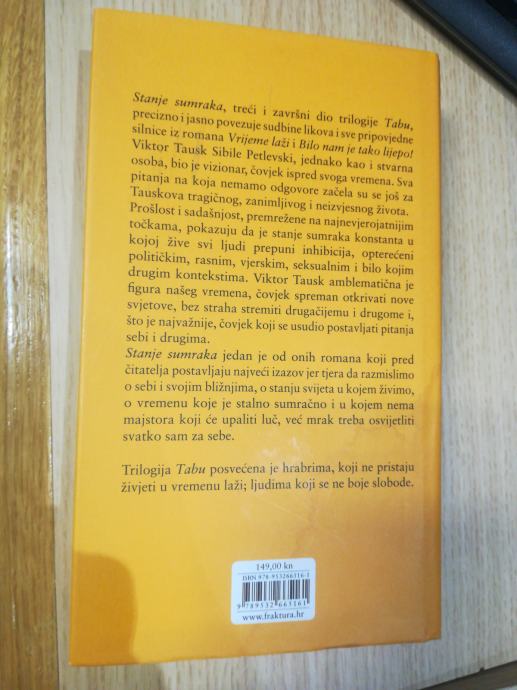 Stanje sumraka, treći i završni dio trilogije Tabu,
precizno i jasno povezuje sudbine likova i sve pripovjedne
silnice iz romana Vrijeme laži i Bilo nam je tako lijepo!
Viktor Tausk Sibile Petlevski, jednako kao i stvarna
osoba, bio je vizionar, čovjek ispred svoga vremena. Sva
pitanja na koja nemamo odgovore začela su se još za
Tauskova tragičnog, zanimljivog i neizvjesnog života.
Prošlost i sadašnjost, premrežene na najnevjerojatnijim
točkama, pokazuju da je stanje sumraka konstanta u
kojoj žive svi ljudi prepuni inhibicija, opterećeni
političkim, rasnim, vjerskim, seksualnim i bilo kojim
drugim kontekstima. Viktor Tausk amblematična je
figura našeg vremena, čovjek spreman otkrivati nove
svjetove, bez straha stremiti drugačijemu i drugome i,
što je najvažnije, čovjek koji se usudio postavljati pitanja
sebi i drugima.
Stanje sumraka jedan je od onih romana koji pred
čitatelja postavljaju najveći izazov jer tjera da razmislimo
o sebi i svojim bližnjima, o stanju svijeta u kojem živimo,
o vremenu koje je stalno sumračno i u kojem nema
majstora koji će upaliti luč, već mrak treba osvijetliti
svatko sam za sebe.
Trilogija Tabu posvećena je hrabrima, koji ne pristaju
živjeti u vremenu laži; ljudima koji se ne boje slobode.
149,00 kn
ISBN 978-953266316-1
9 789532 663161
www.fraktura.hr